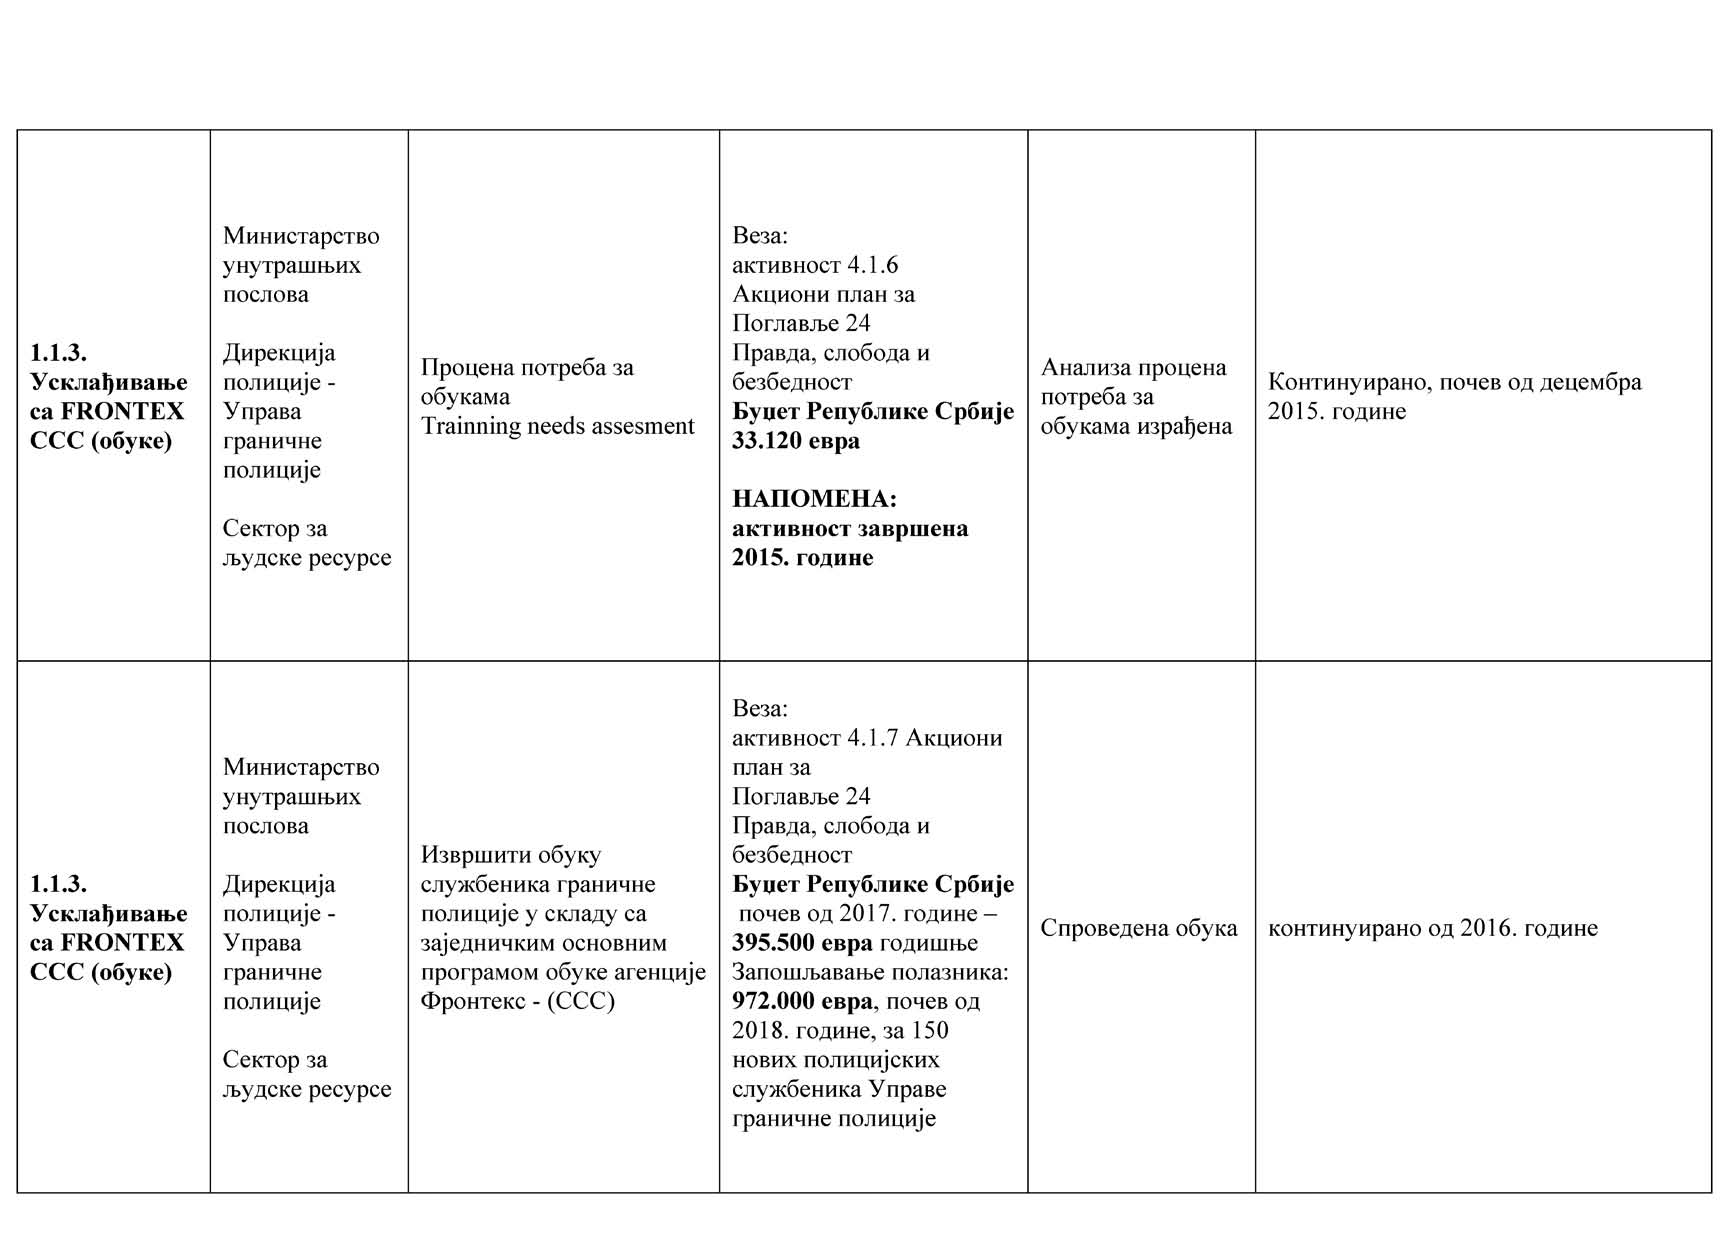 1.1.3.
Усклађивање
са FRONTEX
CCC (обуке)
Министарство
унутрашњих
послова
Дирекција
полиције -
Управа
граничне
полиције
Сектор за
људске ресурсе
Процена потреба за
обукама
Trainning needs assesment
Веза:
активност 4.1.6
Акциони план за
Поглавље 24
Правда, слобода и
безбедност
Буџет Републике Србије
33.120 евра
НАПОМЕНА:
активност завршена
2015. године
Анализа процена
потреба за
обукама израђена
Континуирано, почев од децембра
2015. године
1.1.3.
Усклађивање
са FRONTEX
CCC (обуке)
Министарство
унутрашњих
послова
Дирекција
полиције -
Управа
граничне
полиције
Сектор за
људске ресурсе
Извршити обуку
службеника граничне
полиције у складу са
заједничким основним
програмом обуке агенције
Фронтекс - (CCC)
Веза:
активност 4.1.7 Акциони
план за
Поглавље 24
Правда, слобода и
безбедност
Буџет Републике Србије
почев од 2017. године –
395.500 евра годишње
Запошљавање полазника:
972.000 евра, почев од
2018. године, за 150
нових полицијских
службеника Управе
граничне полиције
Спроведена обука
континуирано од 2016. године